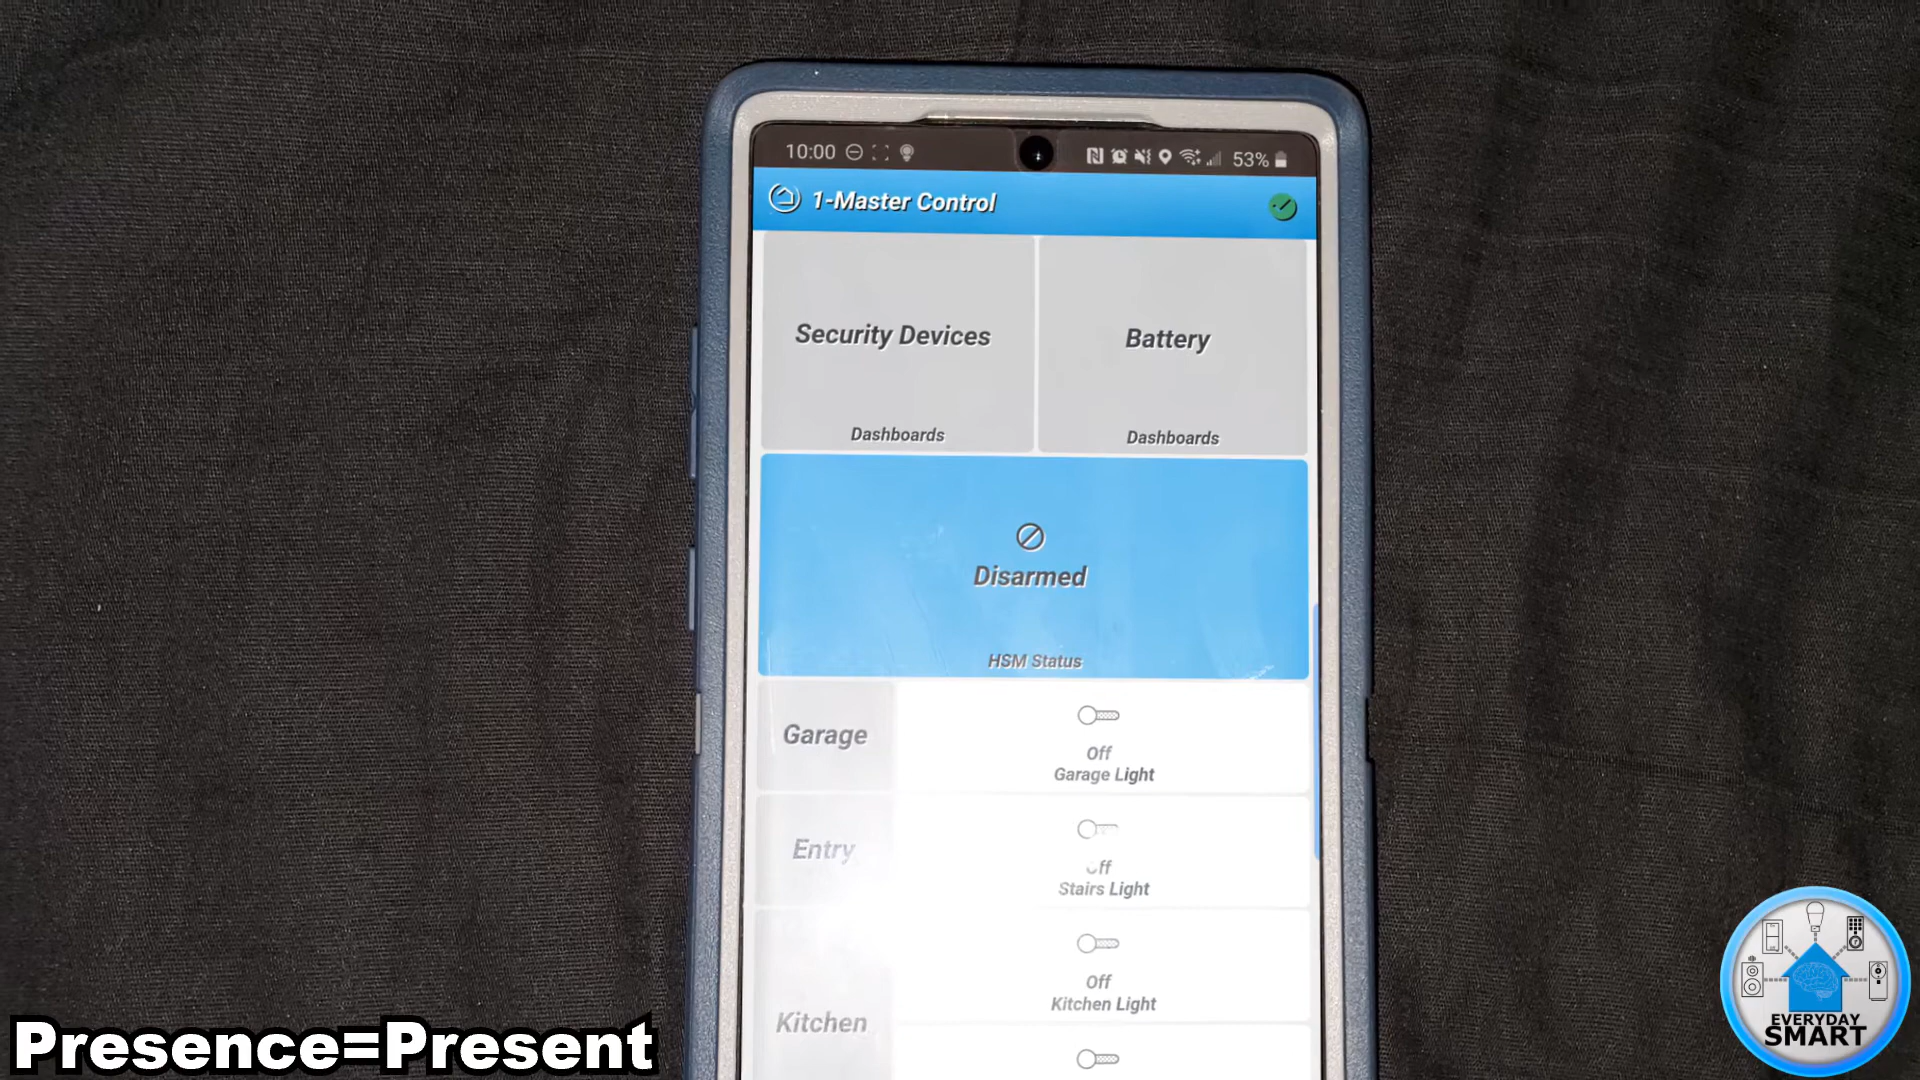 10:00
53%
1-Master Control
Security Devices
Battery
Dashboards
Dashboards
Disarmed
HSM Status
Garage
Off
Garage Light
Entry
Off
Stairs Light
Off
Kitchen Light
Kitchen
Presence=Present
EVERYDAY
SMART